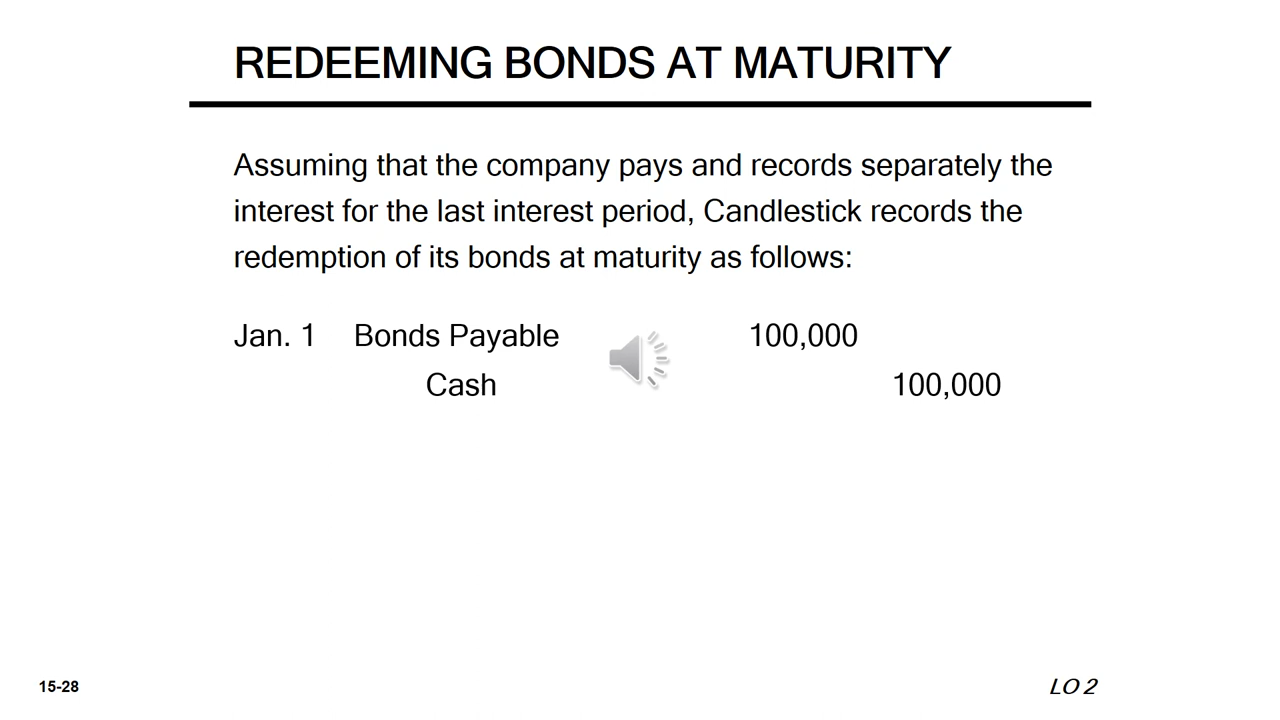 REDEEMING BONDS AT MATURITY
Assuming that the company pays and records separately the
interest for the last interest period, Candlestick records the
redemption of its bonds at maturity as follows:
Jan. 1 Bonds Payable 100,000
Cash 100,000
15-28 LO 2